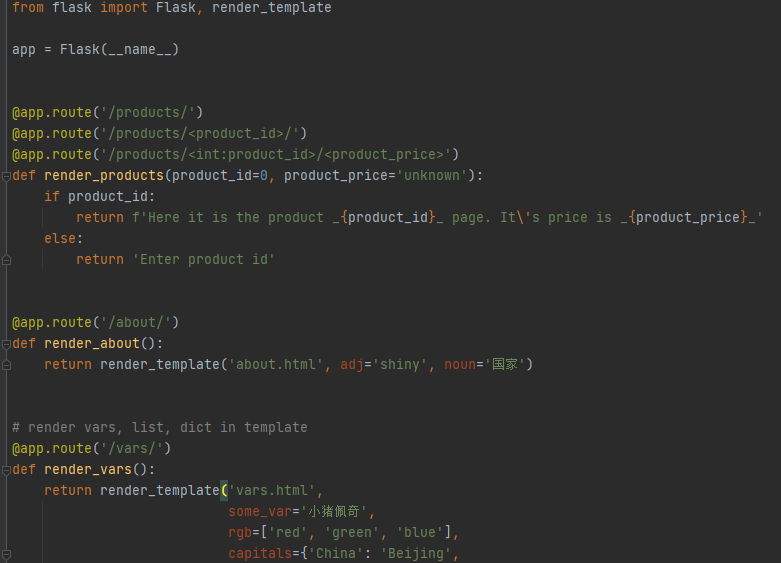 from flask import Flask, render_template
app = Flask(__name__)
@app.route('/products/')
@app.route('/products/<product_id>/')
@app.route('/products/<int:product_id>/<product_price>')
def render_products(product_id=0, product_price='unknown'):
    if product_id:
        return f'Here it is the product _{product_id}_ page. It\'s price is _{product_price}_'
    else:
        return 'Enter product id'
@app.route('/about/')
def render_about():
    return render_template('about.html', adj='shiny', noun='国家')
# render vars, list, dict in template
@app.route('/vars/')
def render_vars():
    return render_template('vars.html',
                           some_var='小猪佩奇',
                           rgb=['red', 'green', 'blue'],
                           capitals={'China': 'Beijing',